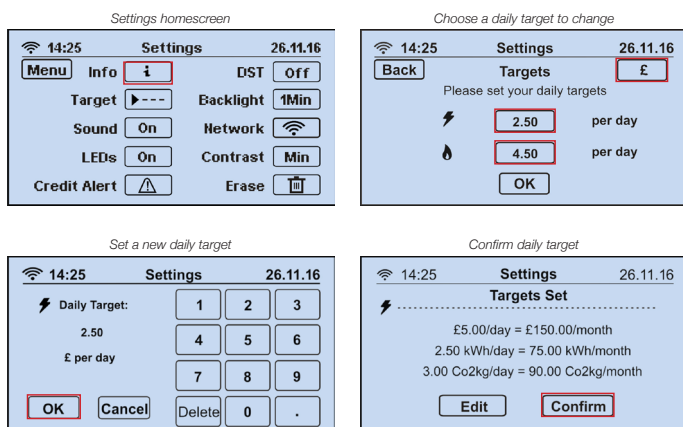 Settings homescreen
14:25 Settings 26.11.16
Menu Info i DST Off
Target --- Backlight 1Min
Sound On Network
LEDs On Contrast Min
Credit Alert Erase
Choose a daily target to change
14:25 Settings 26.11.16
Back Targets £
Please set your daily targets
2.50 per day
4.50 per day
OK
Set a new daily target
14:25 Settings 26.11.16
Daily Target: 1 2 3
2.50 4 5 6
£ per day
7 8 9
OK Cancel Delete 0 .
Confirm daily target
14:25 Settings 26.11.16
Targets Set
£5.00/day = £150.00/month
2.50 kWh/day = 75.00 kWh/month
3.00 Co2kg/day = 90.00 Co2kg/month
Edit Confirm